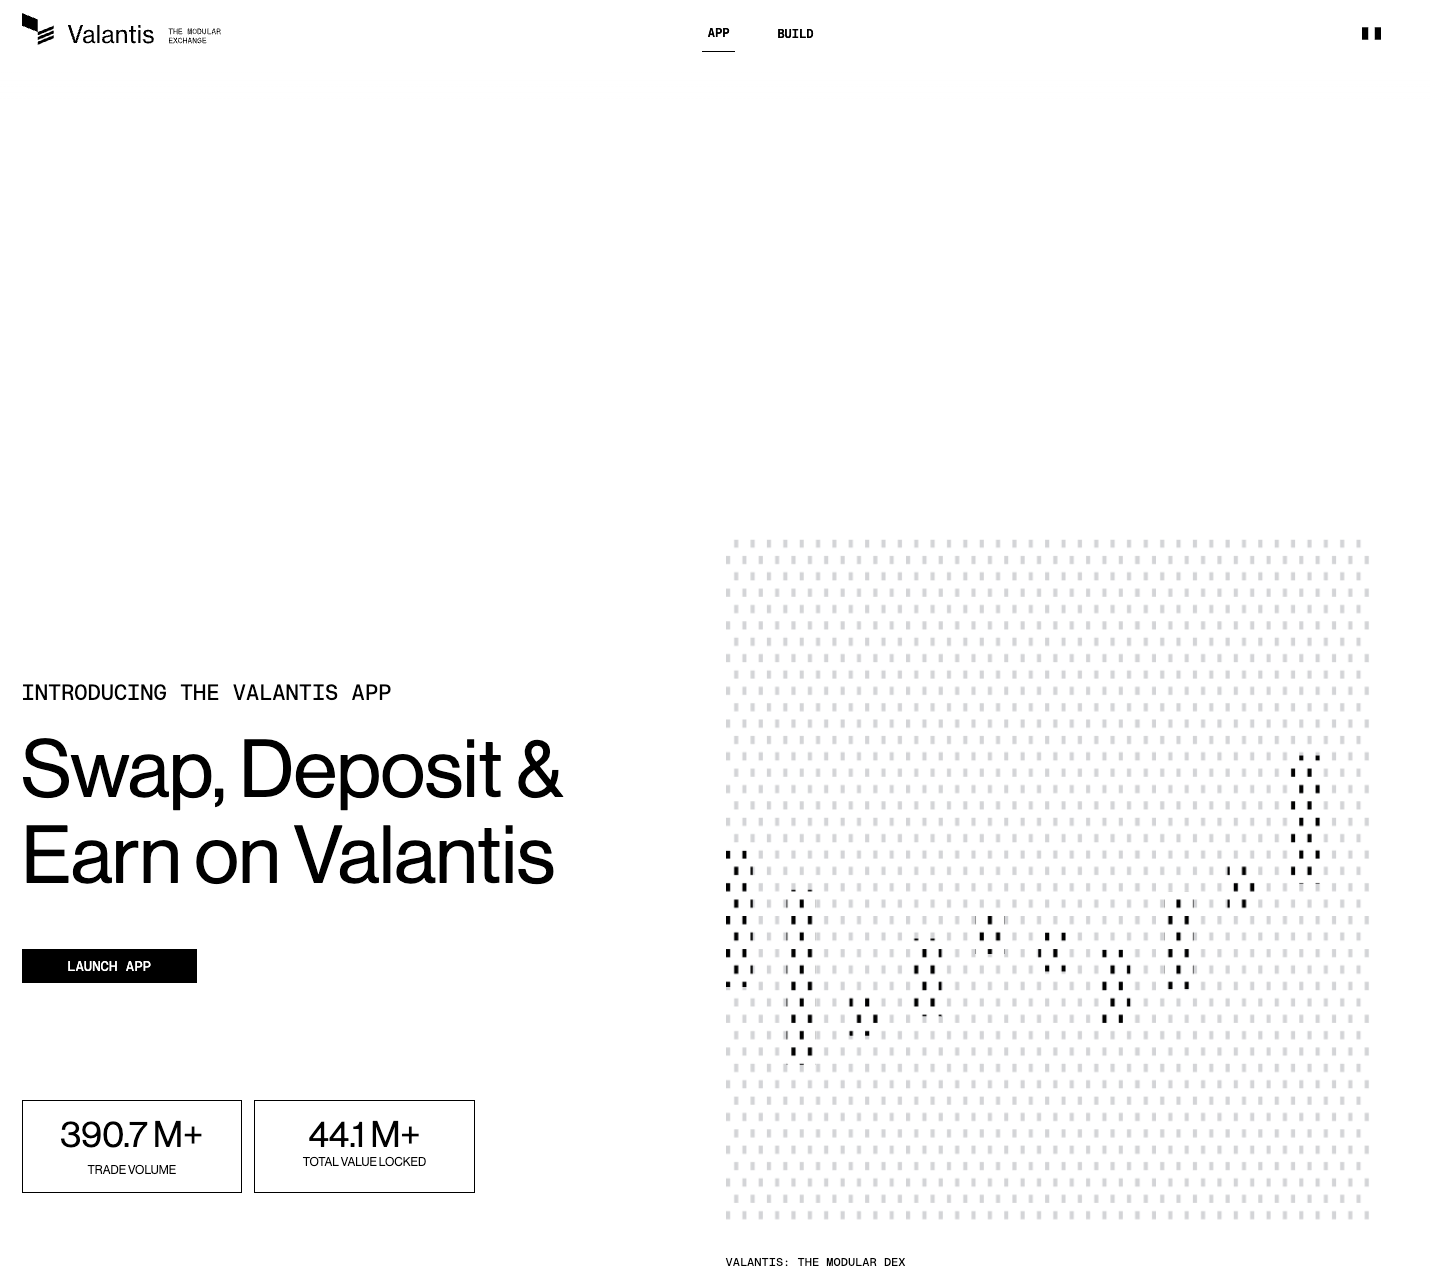 Valantis
THE MODULAR
EXCHANGE
APP
BUILD
INTRODUCING THE VALANTIS APP
Swap, Deposit &
Earn on Valantis
LAUNCH APP
390.7 M+
TRADE VOLUME
44.1 M+
TOTAL VALUE LOCKED
VALANTIS: THE MODULAR DEX